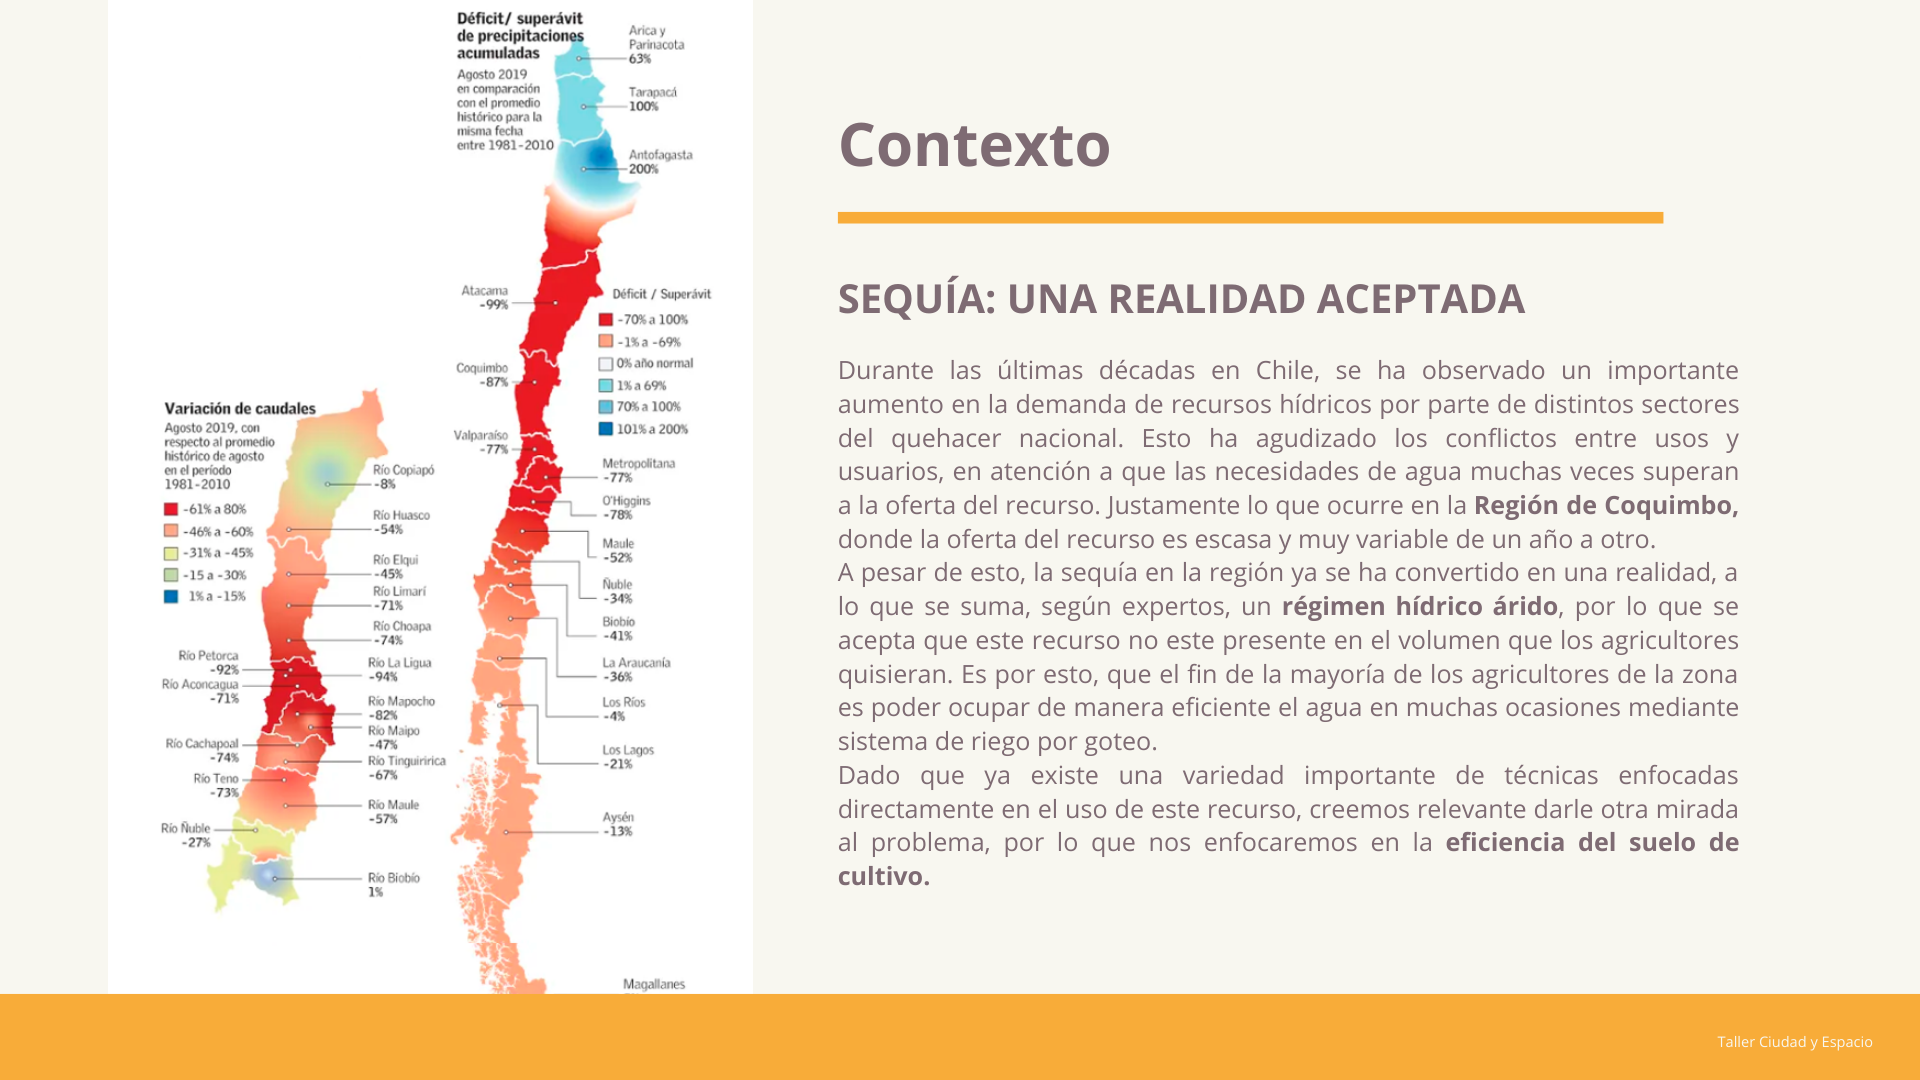 Déficit/ superávit
de precipitaciones
acumuladas
Agosto 2019
en comparación
con el promedio
histórico para la
misma fecha
entre 1981-2010
Arica y
Parinacota
63%
Tarapacá
100%
Antofagasta
200%
Atacama
-99%
Coquimbo
-87%
Valparaíso
-77%
Déficit / Superávit
-70% a 100%
-1% a -69%
0% año normal
1% a 69%
70% a 100%
101% a 200%
Metropolitana
-77%
O'Higgins
-78%
Maule
-52%
Ñuble
-34%
Biobío
-41%
La Araucanía
-36%
Los Ríos
-4%
Los Lagos
-21%
Aysén
-13%
Magallanes
Variación de caudales
Agosto 2019, con
respecto al promedio
histórico de agosto
en el período
1981-2010
-61% a 80%
-46% a -60%
-31% a -45%
-15 a -30%
1% a -15%
Río Copiapó
-8%
Río Huasco
-54%
Río Elqui
-45%
Río Limarí
-71%
Río Choapa
-74%
Río Petorca
-92%
Río La Ligua
-94%
Río Aconcagua
-71%
Río Mapocho
-82%
Río Maipo
-47%
Río Cachapoal
-74%
Río Tinguiririca
-67%
Río Teno
-73%
Río Maule
-57%
Río Ñuble
-27%
Río Biobío
1%
Contexto
SEQUÍA: UNA REALIDAD ACEPTADA
Durante las últimas décadas en Chile, se ha observado un importante
aumento en la demanda de recursos hídricos por parte de distintos sectores
del quehacer nacional. Esto ha agudizado los conflictos entre usos y
usuarios, en atención a que las necesidades de agua muchas veces superan
a la oferta del recurso. Justamente lo que ocurre en la Región de Coquimbo,
donde la oferta del recurso es escasa y muy variable de un año a otro.
A pesar de esto, la sequía en la región ya se ha convertido en una realidad, a
lo que se suma, según expertos, un régimen hídrico árido, por lo que se
acepta que este recurso no este presente en el volumen que los agricultores
quisieran. Es por esto, que el fin de la mayoría de los agricultores de la zona
es poder ocupar de manera eficiente el agua en muchas ocasiones mediante
sistema de riego por goteo.
Dado que ya existe una variedad importante de técnicas enfocadas
directamente en el uso de este recurso, creemos relevante darle otra mirada
al problema, por lo que nos enfocaremos en la eficiencia del suelo de
cultivo.
Taller Ciudad y Espacio